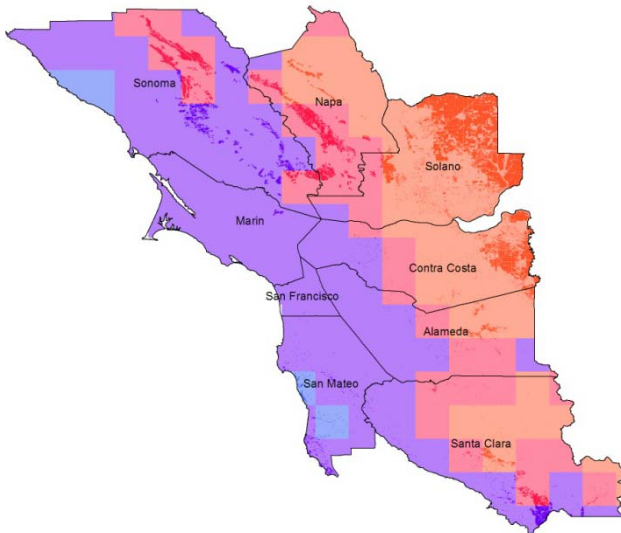 Sonoma
Napa
Solano
Marin
Contra Costa
San Francisco
Alameda
San Mateo
Santa Clara